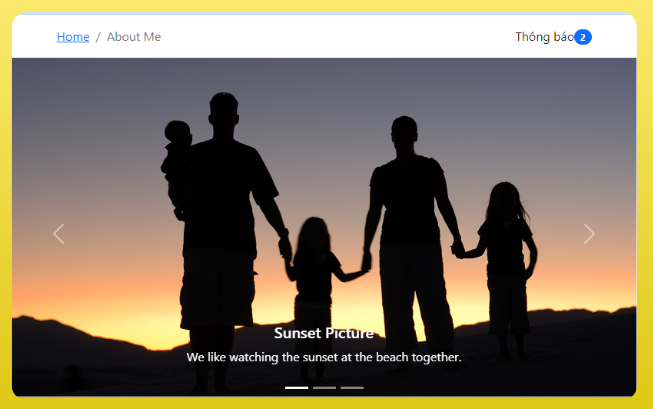 Home / About Me
Thông báo 2
Sunset Picture
We like watching the sunset at the beach together.